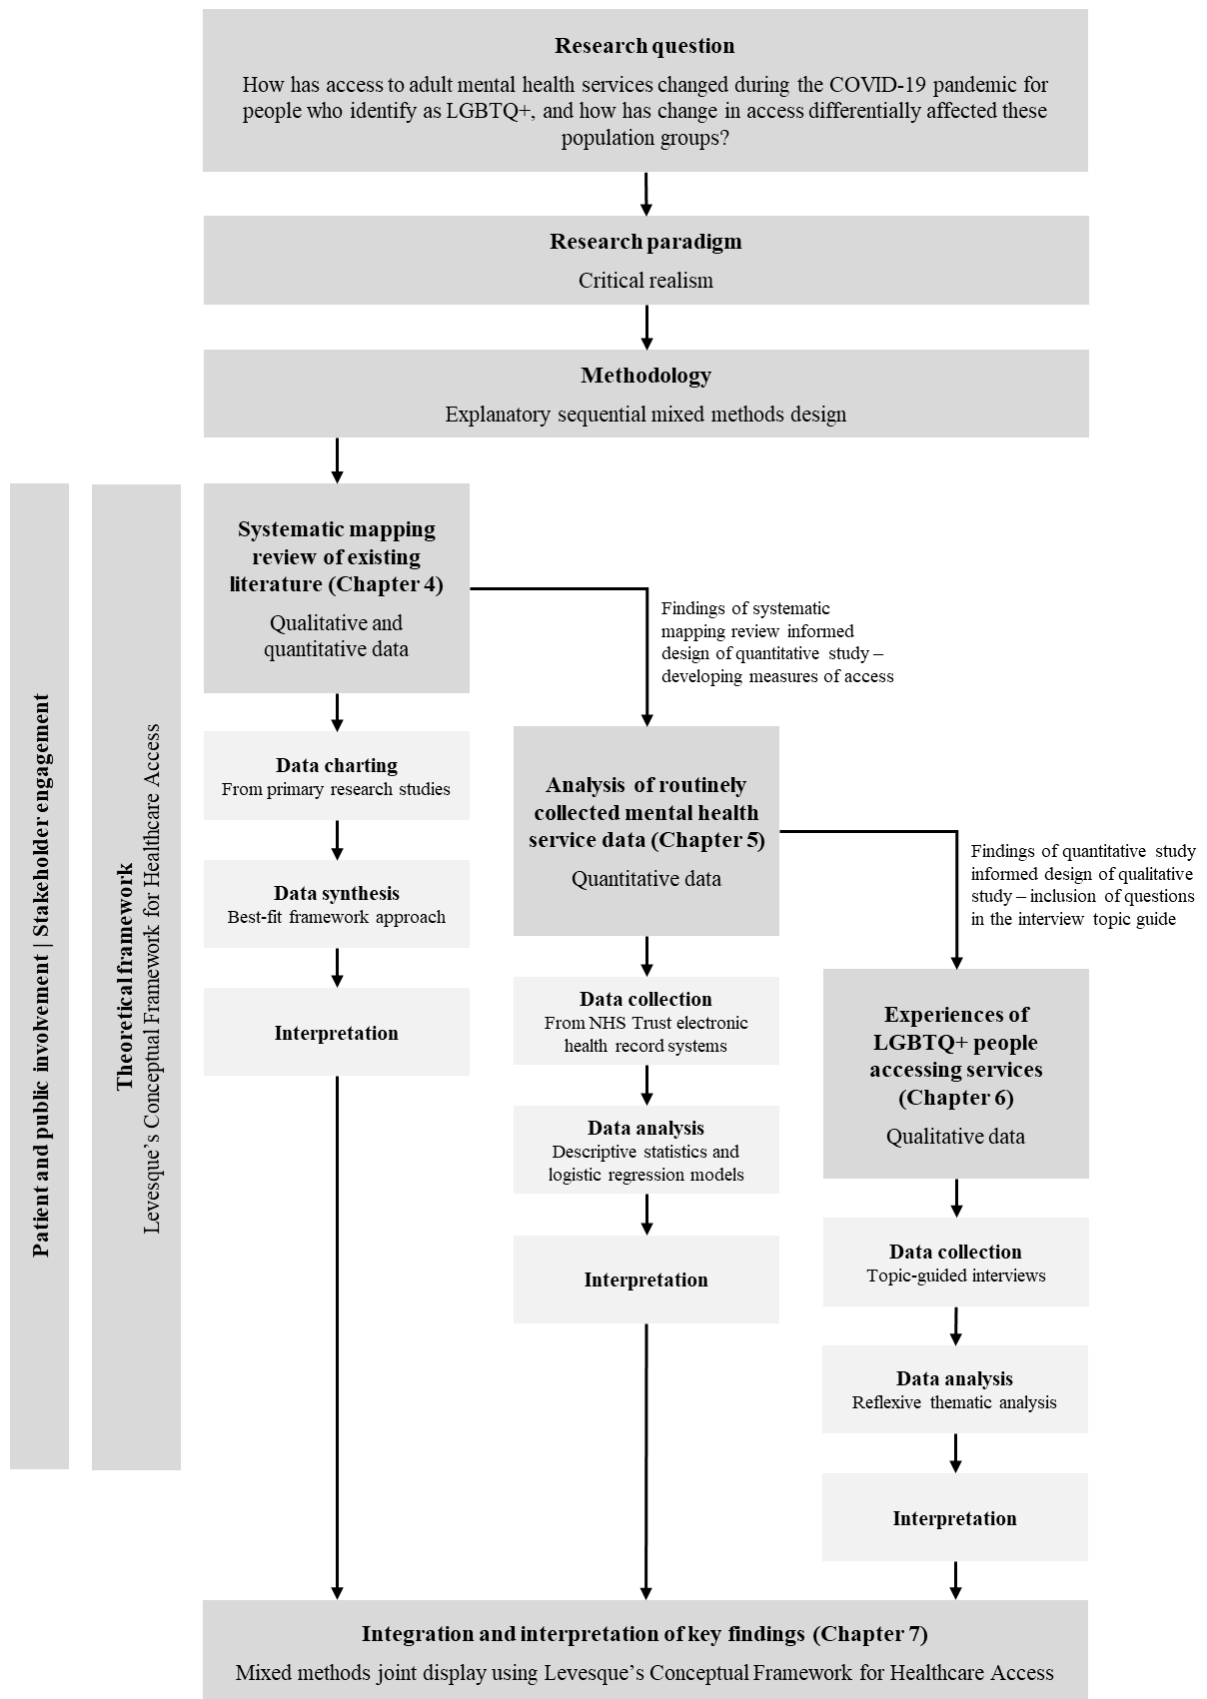 Research question
How has access to adult mental health services changed during the COVID-19 pandemic for
people who identify as LGBTQ+, and how has change in access differentially affected these
population groups?
Research paradigm
Critical realism
Methodology
Explanatory sequential mixed methods design
Patient and public involvement | Stakeholder engagement
Theoretical framework
Levesque’s Conceptual Framework for Healthcare Access
Systematic mapping
review of existing
literature (Chapter 4)
Qualitative and
quantitative data
Data charting
From primary research studies
Data synthesis
Best-fit framework approach
Interpretation
Findings of systematic
mapping review informed
design of quantitative study –
developing measures of access
Analysis of routinely
collected mental health
service data (Chapter 5)
Quantitative data
Data collection
From NHS Trust electronic
health record systems
Data analysis
Descriptive statistics and
logistic regression models
Interpretation
Findings of quantitative study
informed design of qualitative
study – inclusion of questions
in the interview topic guide
Experiences of
LGBTQ+ people
accessing services
(Chapter 6)
Qualitative data
Data collection
Topic-guided interviews
Data analysis
Reflexive thematic analysis
Interpretation
Integration and interpretation of key findings (Chapter 7)
Mixed methods joint display using Levesque’s Conceptual Framework for Healthcare Access